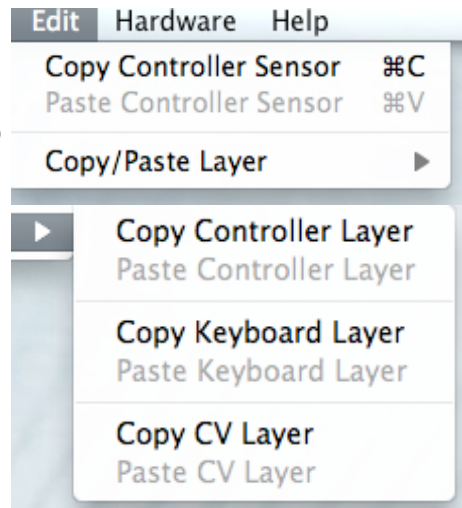 Edit Hardware Help
Copy Controller Sensor ⌘C
Paste Controller Sensor ⌘V
Copy/Paste Layer ▶
Copy Controller Layer
Paste Controller Layer
Copy Keyboard Layer
Paste Keyboard Layer
Copy CV Layer
Paste CV Layer